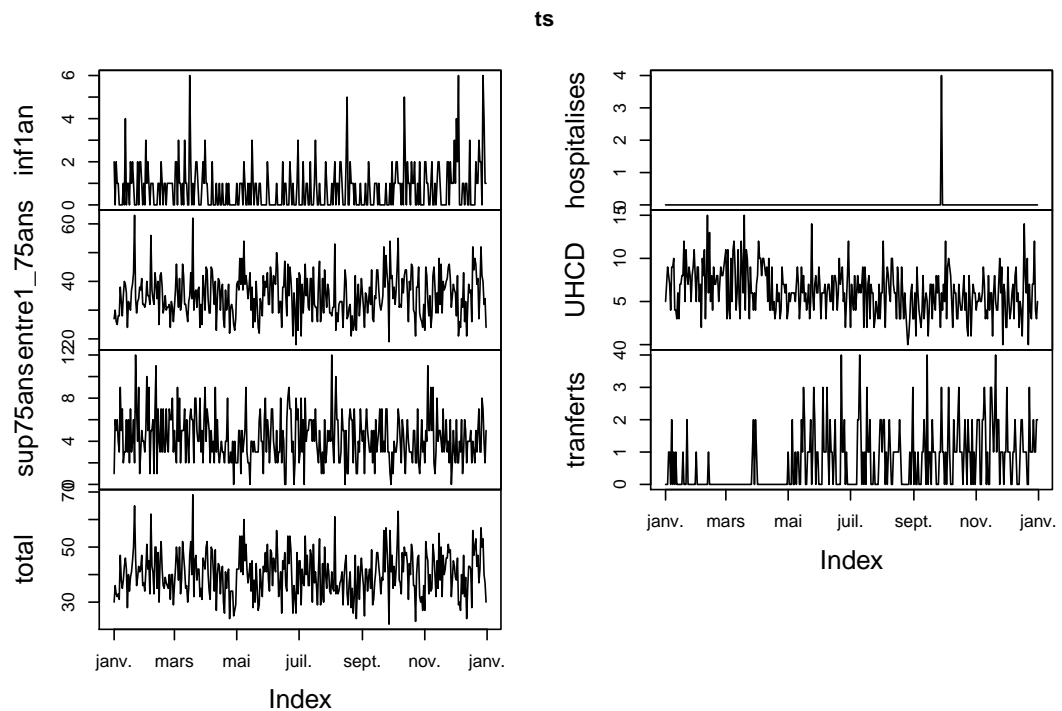 ts
inf1an
0 2 4 6
entre1_75ans
20 40 60
sup75ans
0 4 8 12
total
30 50 70
janv. mars mai juil. sept. nov. janv.
Index
hospitalises
0 1 2 3 4
UHCD
0 5 10 15
tranferts
0 1 2 3 4
janv. mars mai juil. sept. nov. janv.
Index